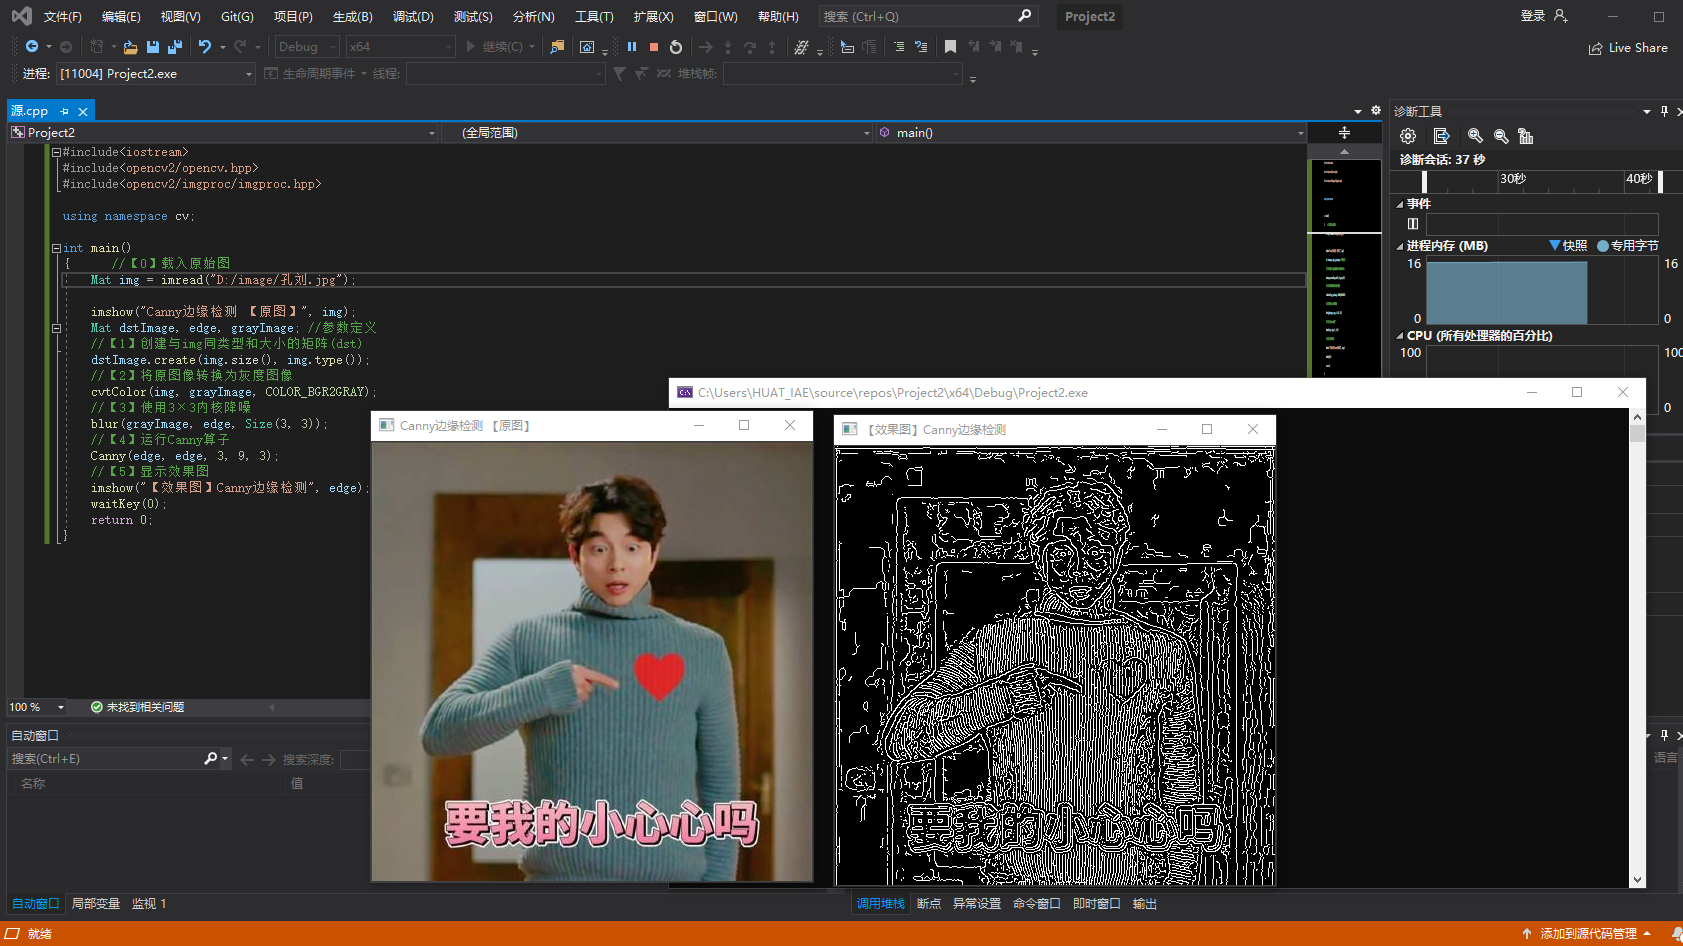 文件(F) 编辑(E) 视图(V) Git(G) 项目(P) 生成(B) 调试(D) 测试(S) 分析(N) 工具(T) 扩展(X) 窗口(W) 帮助(H) 搜索 (Ctrl+Q) Project2 登录
Debug x64 继续(C) Live Share
进程: [11004] Project2.exe 生命周期事件 线程: 堆栈帧:
源.cpp
Project2 (全局范围) main()
#include<iostream>
#include<opencv2/opencv.hpp>
#include<opencv2/imgproc/imgproc.hpp>
using namespace cv;
int main()
{ //【0】载入原始图
Mat img = imread("D:/image/孔刘.jpg");
imshow("Canny边缘检测 【原图】", img);
Mat dstImage, edge, grayImage; //参数定义
//【1】创建与img同类型和大小的矩阵(dst)
dstImage.create(img.size(), img.type());
//【2】将原图像转换为灰度图像
cvtColor(img, grayImage, COLOR_BGR2GRAY);
//【3】使用3×3内核降噪
blur(grayImage, edge, Size(3, 3));
//【4】运行Canny算子
Canny(edge, edge, 3, 9, 3);
//【5】显示效果图
imshow("【效果图】Canny边缘检测", edge);
waitKey(0);
return 0;
}
100 % 未找到相关问题
诊断工具
诊断会话: 37 秒
30秒 40秒
事件
进程内存 (MB) 快照 专用字节
16 16
0 0
CPU (所有处理器的百分比)
100 100
0
C:\Users\HUAT_IAE\source\repos\Project2\x64\Debug\Project2.exe
Canny边缘检测 【原图】
要我的小心心吗
【效果图】Canny边缘检测
要我的小心心吗
自动窗口
搜索(Ctrl+E) 搜索深度:
名称 值
语言
自动窗口 局部变量 监视 1
调用堆栈 断点 异常设置 命令窗口 即时窗口 输出
就绪 添加到源代码管理